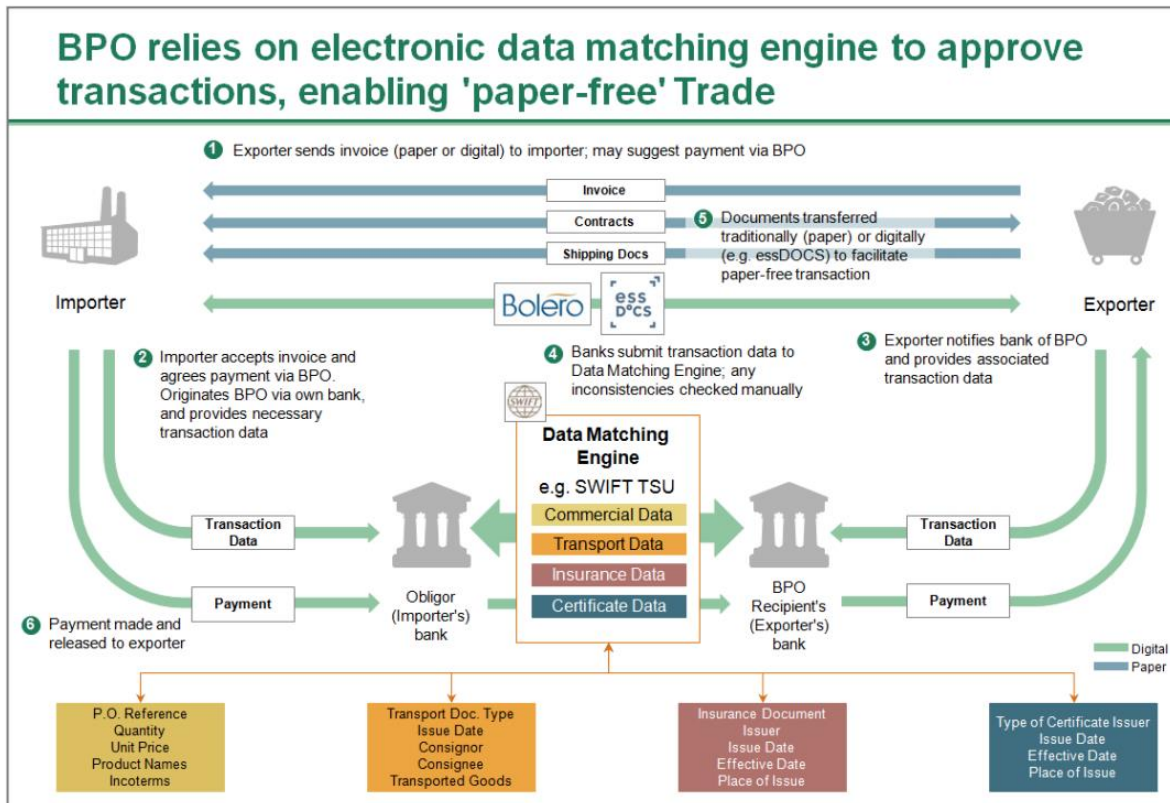 BPO relies on electronic data matching engine to approve
transactions, enabling 'paper-free' Trade
1 Exporter sends invoice (paper or digital) to importer; may suggest payment via BPO
Invoice
Contracts
Shipping Docs
5 Documents transferred
traditionally (paper) or digitally
(e.g. essDOCS) to facilitate
paper-free transaction
Importer
Bolero
ess
DOCS
Exporter
2 Importer accepts invoice and
agrees payment via BPO.
Originates BPO via own bank,
and provides necessary
transaction data
4 Banks submit transaction data to
Data Matching Engine; any
inconsistencies checked manually
3 Exporter notifies bank of BPO
and provides associated
transaction data
SWIFT
Data Matching
Engine
e.g. SWIFT TSU
Commercial Data
Transport Data
Insurance Data
Certificate Data
Transaction
Data
Payment
Obligor
(Importer's)
bank
BPO
Recipient's
(Exporter's)
bank
Transaction
Data
Payment
6 Payment made and
released to exporter
Digital
Paper
P.O. Reference
Quantity
Unit Price
Product Names
Incoterms
Transport Doc. Type
Issue Date
Consignor
Consignee
Transported Goods
Insurance Document
Issuer
Issue Date
Effective Date
Place of Issue
Type of Certificate Issuer
Issue Date
Effective Date
Place of Issue